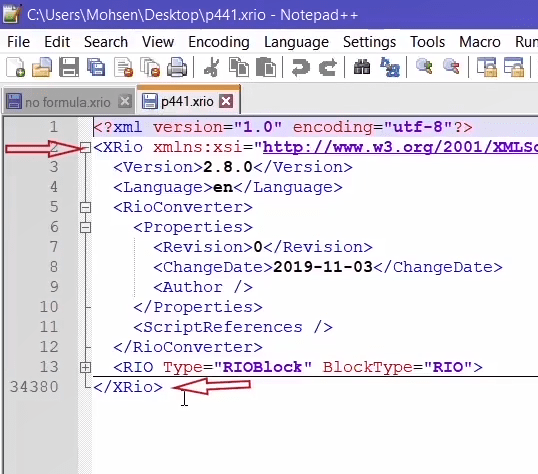 C:\Users\Mohsen\Desktop\p441.xrio - Notepad++
File Edit Search View Encoding Language Settings Tools Macro Run
no formula.xrio p441.xrio
1 <?xml version="1.0" encoding="utf-8"?>
2 <XRio xmlns:xsi="http://www.w3.org/2001/XMLSc
3 <Version>2.8.0</Version>
4 <Language>en</Language>
5 <RioConverter>
6 <Properties>
7 <Revision>0</Revision>
8 <ChangeDate>2019-11-03</ChangeDate>
9 <Author />
10 </Properties>
11 <ScriptReferences />
12 </RioConverter>
13 <RIO Type="RIOBlock" BlockType="RIO">
34380 </XRio>